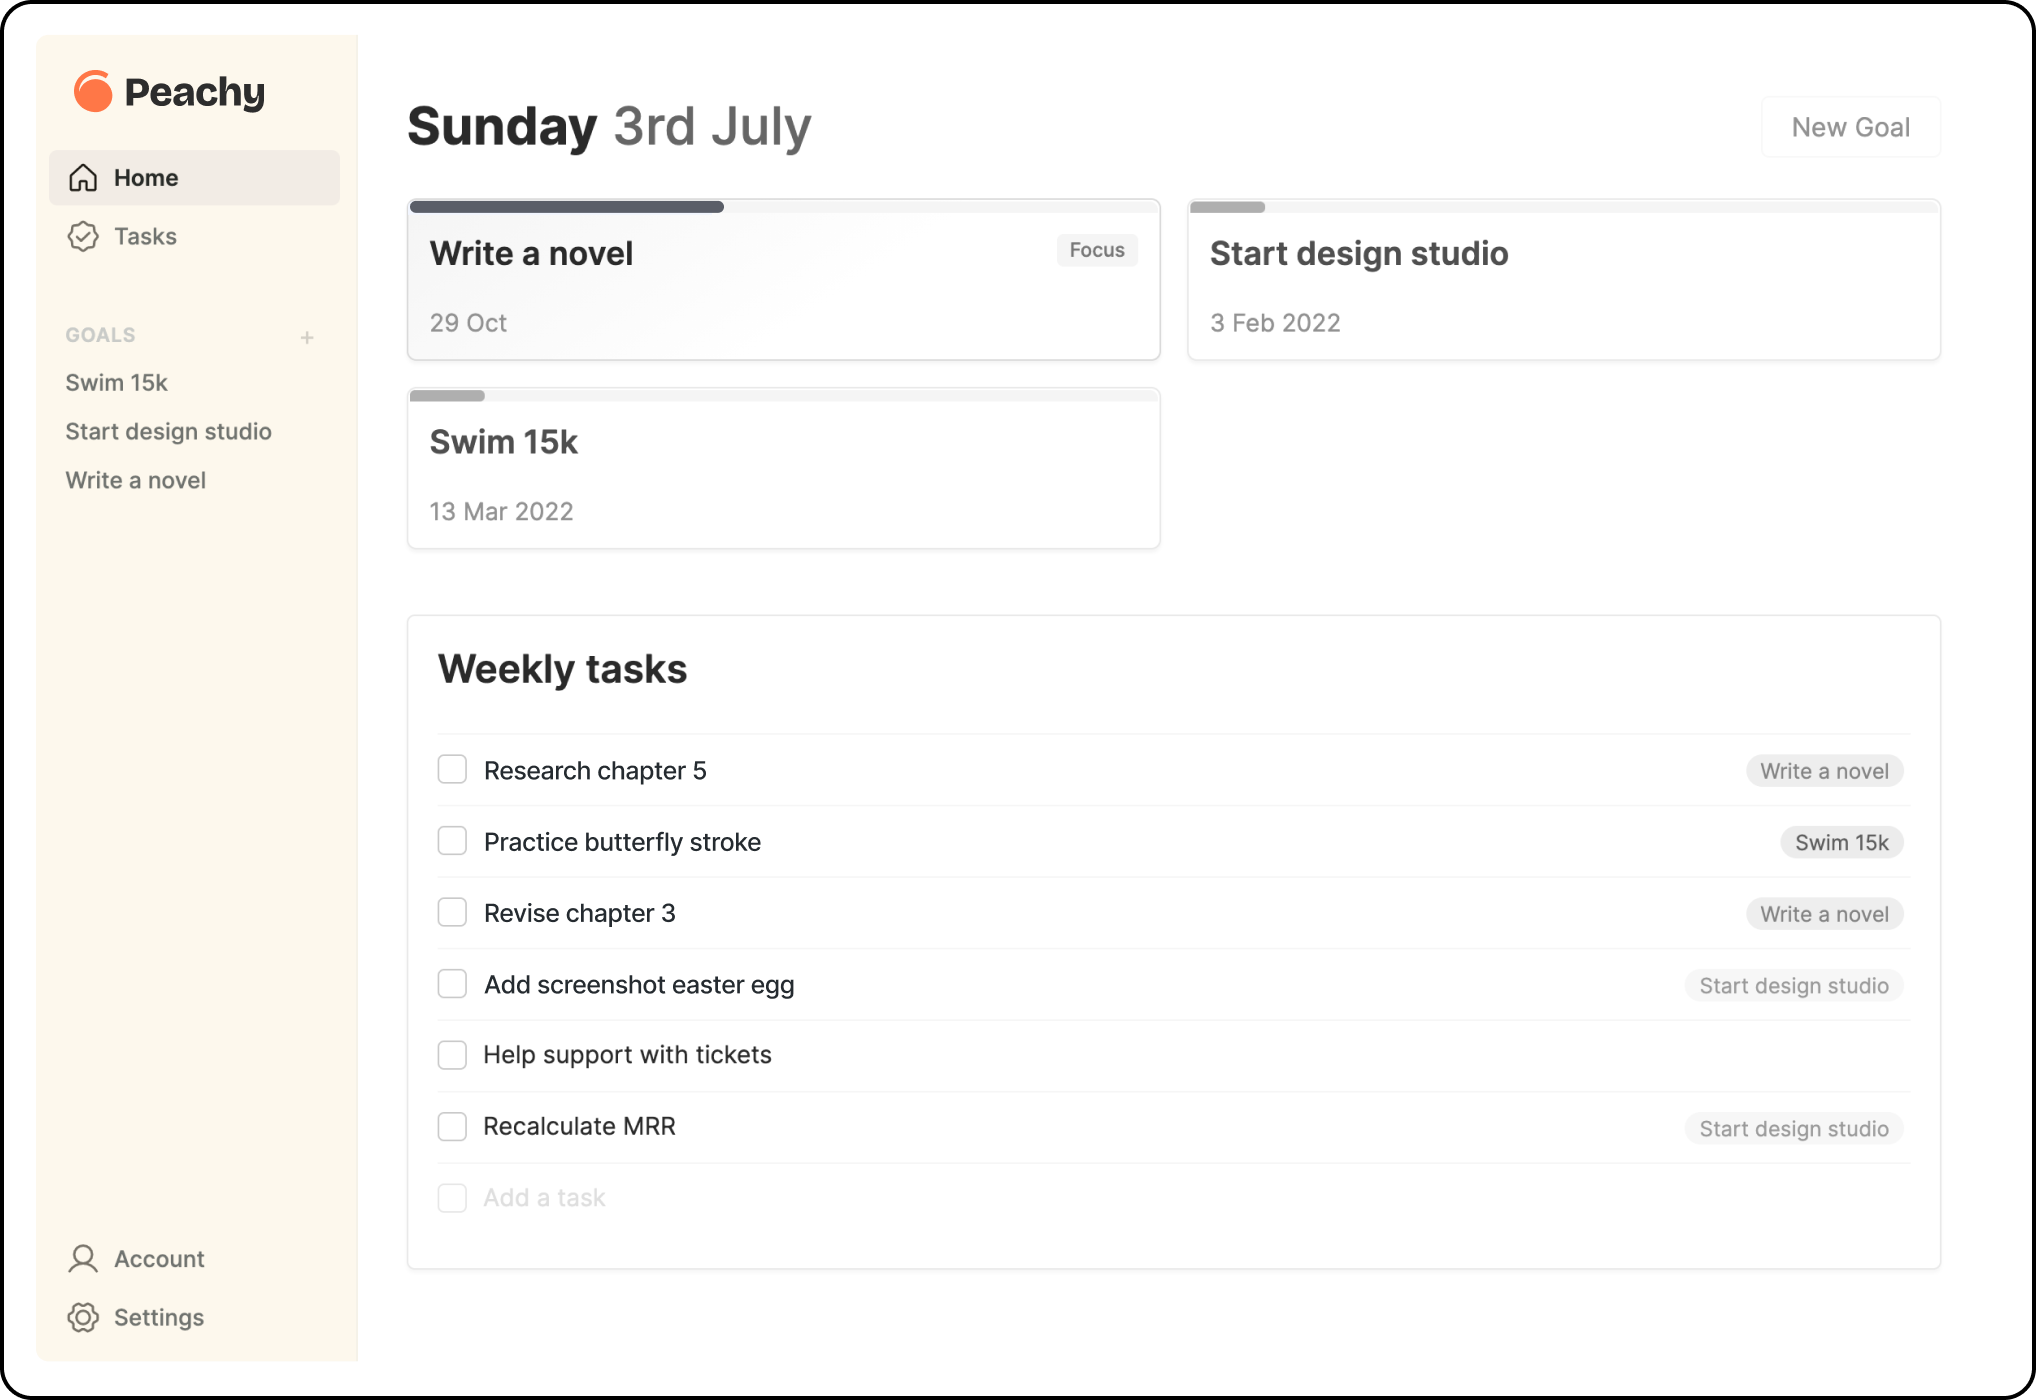 Peachy
Home
Tasks
GOALS +
Swim 15k
Start design studio
Write a novel
Account
Settings
Sunday 3rd July
New Goal
Write a novel
Focus
29 Oct
Start design studio
3 Feb 2022
Swim 15k
13 Mar 2022
Weekly tasks
Research chapter 5 Write a novel
Practice butterfly stroke Swim 15k
Revise chapter 3 Write a novel
Add screenshot easter egg Start design studio
Help support with tickets
Recalculate MRR Start design studio
Add a task